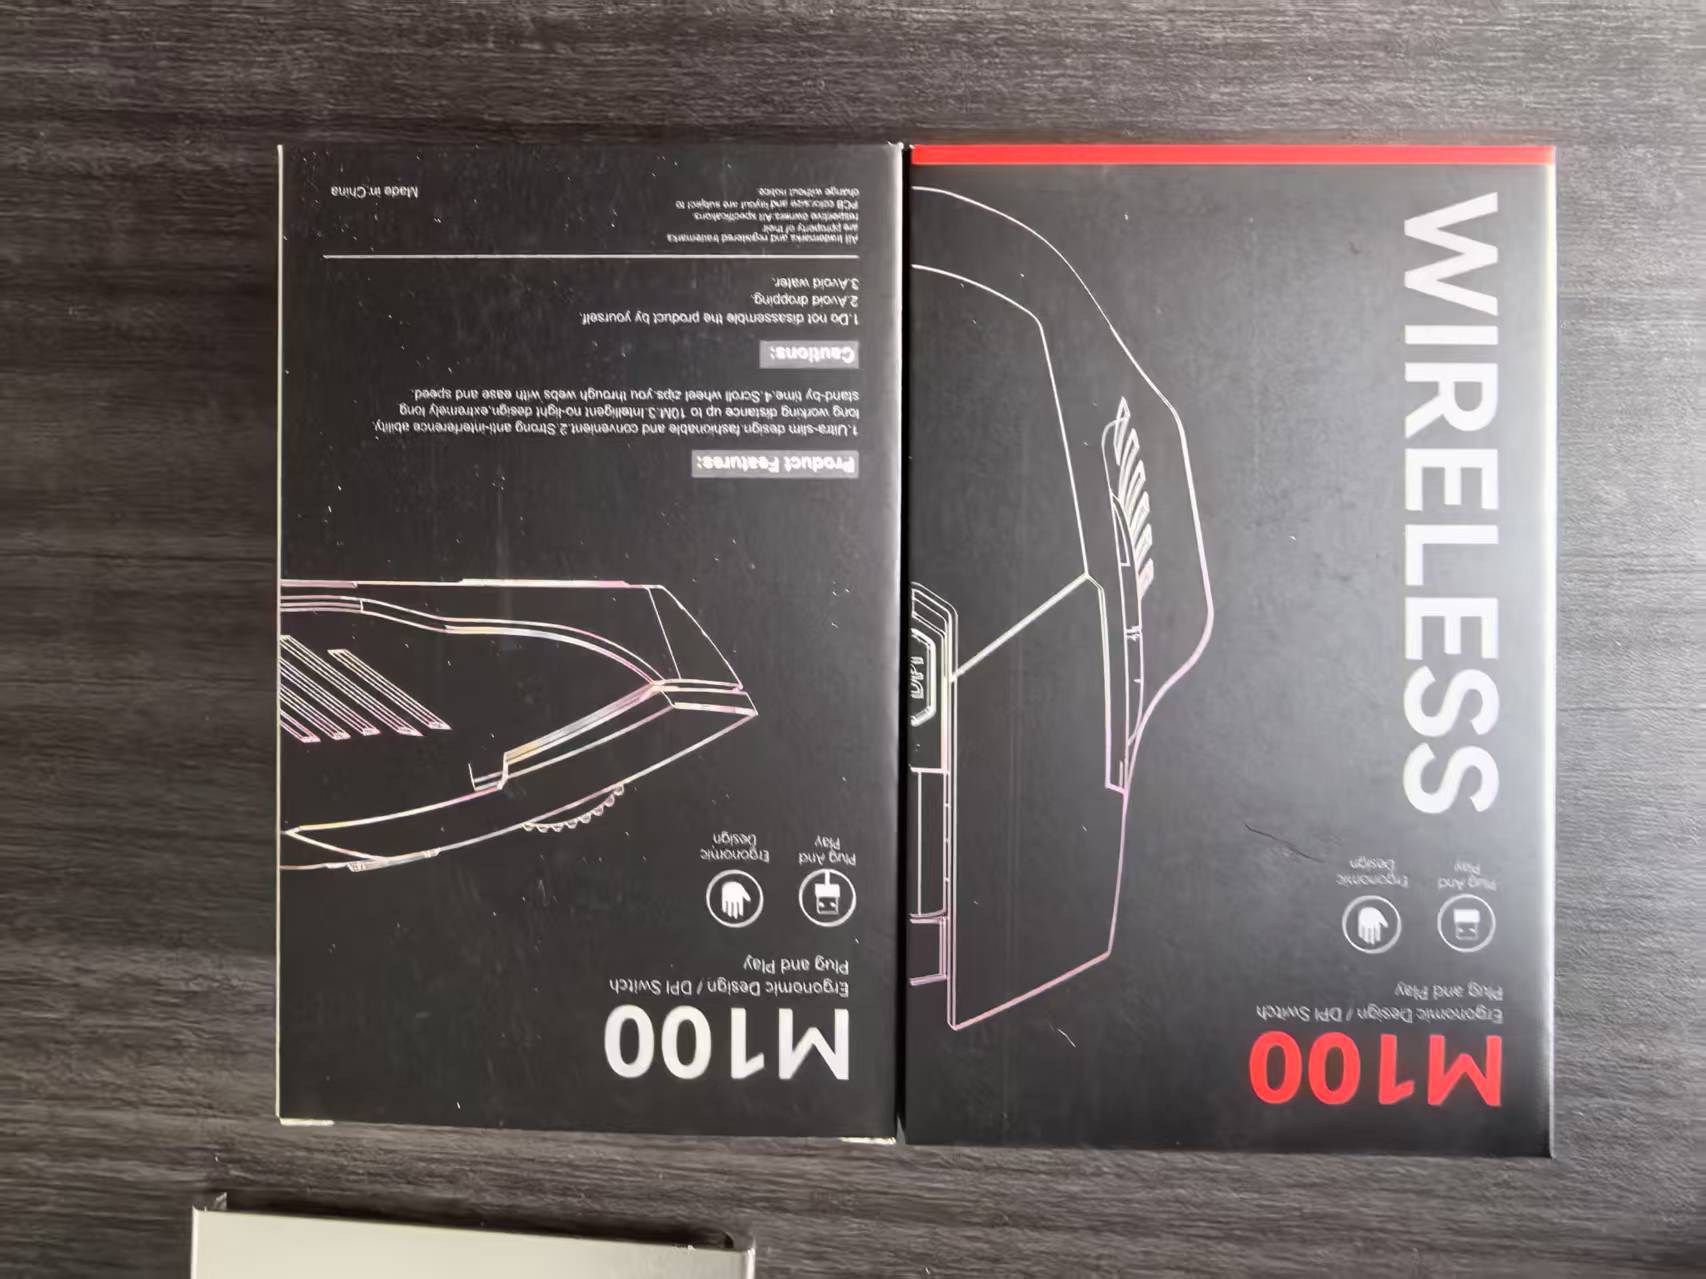 M100
Ergonomic Design / DPI Switch
Plug and Play
Plug And
Play
Ergonomic
Design
WIRELESS
DPI
M100
Ergonomic Design / DPI Switch
Plug and Play
Plug And
Play
Ergonomic
Design
Product Features:
1.Ultra-slim design,fashionable and convenient.2.Strong anti-interference ability,
long working distance up to 10M.3.Intelligent no-light design,extremely long
stand-by time.4.Scroll wheel zips.you through webs with ease and speed.
Cautions:
1.Do not disassemble the product by yourself.
2.Avoid dropping.
3.Avoid water.
All trademarks and registered trademarks
are pproperty of their
respective owners.All specifications
PCB color,size and layout are subject to
change without notice.
Made in:China